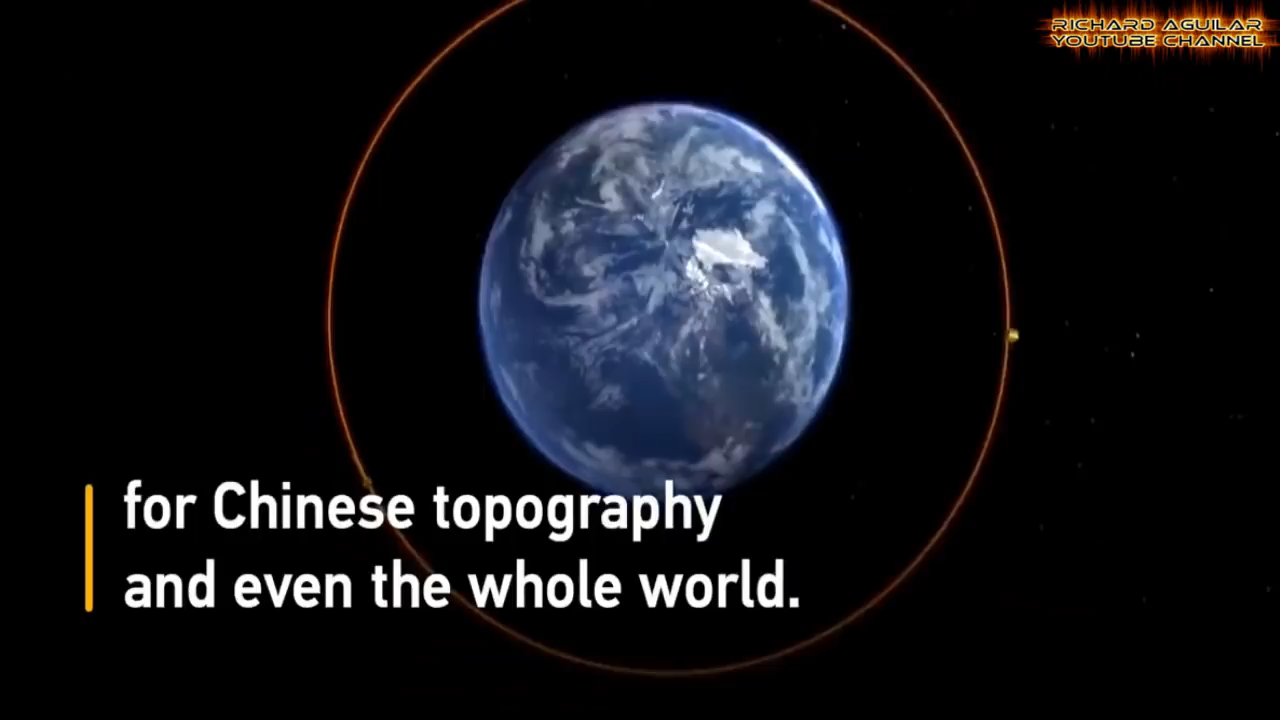 RICHARD AGUILAR
YOUTUBE CHANNEL
for Chinese topography
and even the whole world.